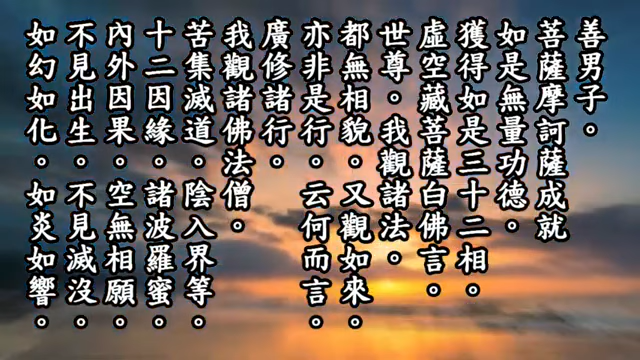 善男子。
菩薩摩訶薩成就
如是無量功德。
獲得如是三十二相。
虛空藏菩薩白佛言。
世尊。我觀諸法。
都無相貌。又觀如來。
亦非是行。云何而言。
廣修諸行。
我觀諸佛法僧。
苦集滅道。陰入界等。
十二因緣。諸波羅蜜。
內外因果。空無相願。
不見出生。不見滅沒。
如幻如化。如炎如響。